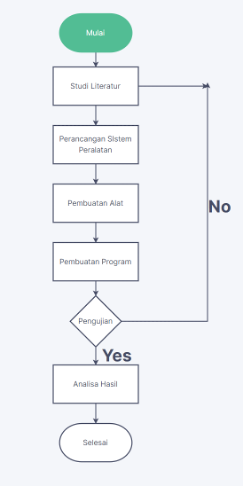 Mulai
Studi Literatur
Perancangan SIstem
Peralatan
Pembuatan Alat
Pembuatan Program
No
Pengujian
Yes
Analisa Hasil
Selesai